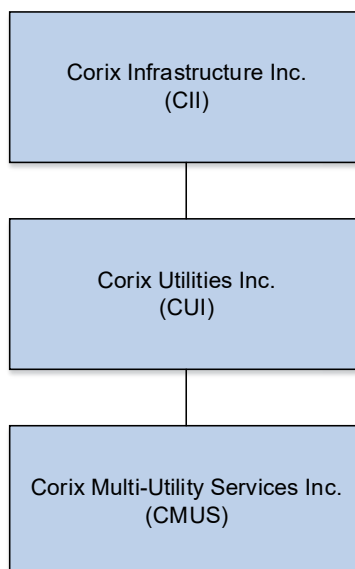 Corix Infrastructure Inc.
(CII)
Corix Utilities Inc.
(CUI)
Corix Multi-Utility Services Inc.
(CMUS)